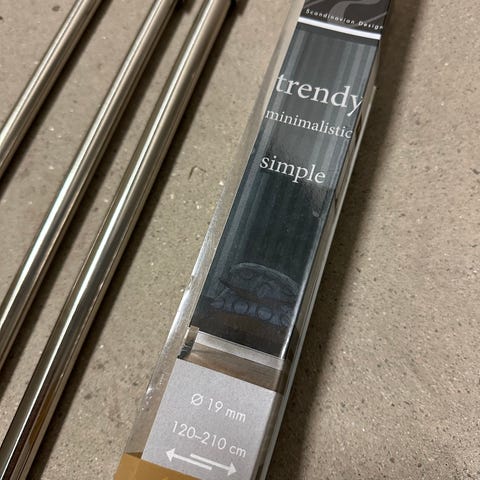 Scandinavian Design
trendy
minimalistic
simple
Ø 19 mm
120–210 cm